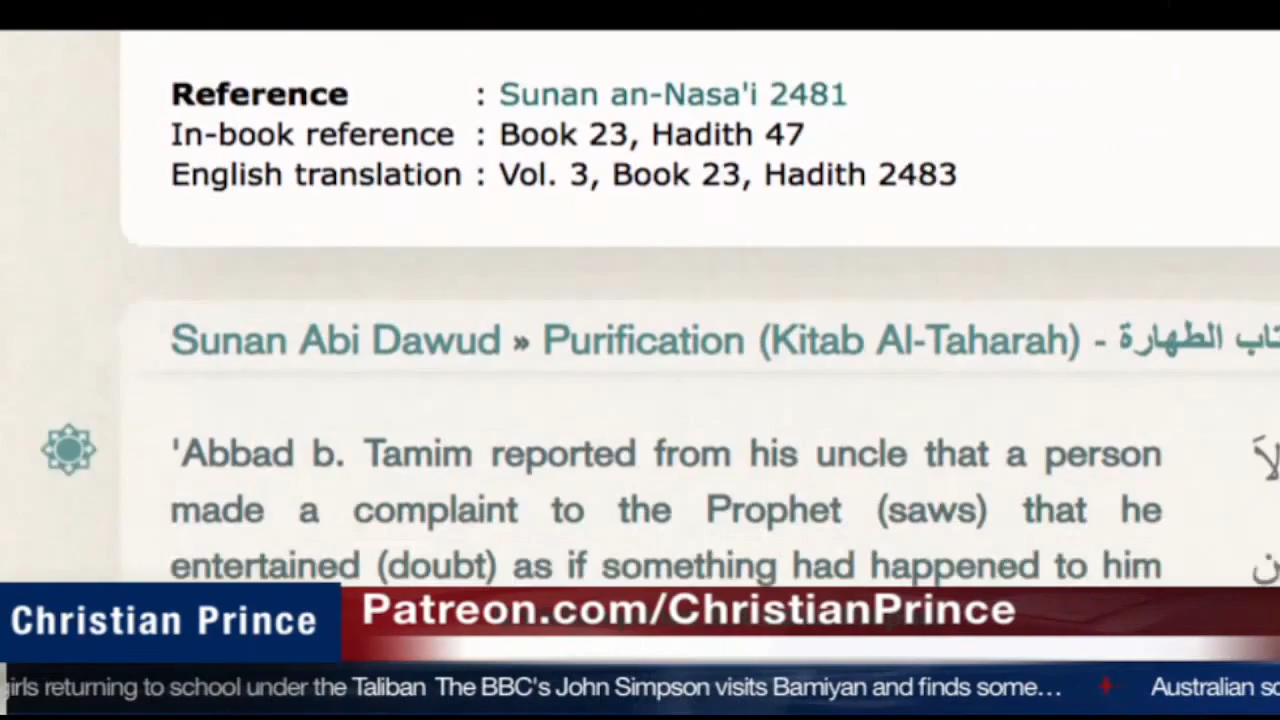 Reference : Sunan an-Nasa'i 2481
In-book reference : Book 23, Hadith 47
English translation : Vol. 3, Book 23, Hadith 2483
Sunan Abi Dawud » Purification (Kitab Al-Taharah) - كتاب الطهارة
'Abbad b. Tamim reported from his uncle that a person
made a complaint to the Prophet (saws) that he
entertained (doubt) as if something had happened to him
Christian Prince
Patreon.com/ChristianPrince
girls returning to school under the Taliban The BBC's John Simpson visits Bamiyan and finds some... Australian